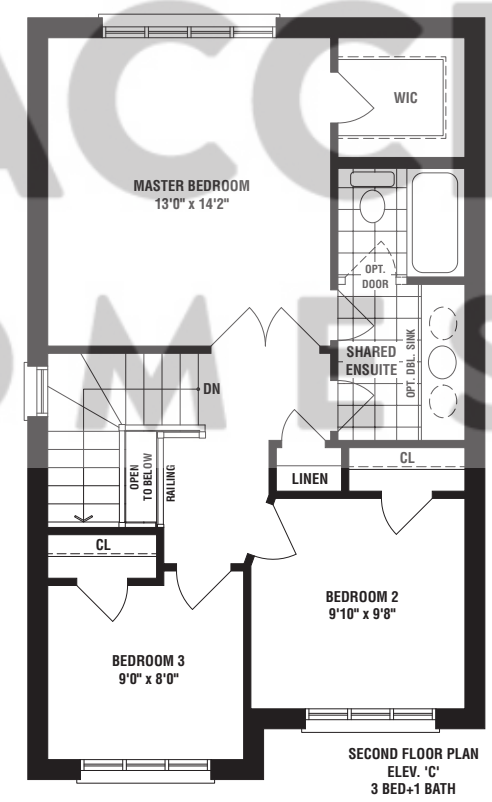 ACCE
OMES
WIC
MASTER BEDROOM
13'0" x 14'2"
OPT.
DOOR
SHARED
ENSUITE
OPT. DBL. SINK
DN
OPEN
TO BELOW
RAILING
LINEN
CL
CL
BEDROOM 2
9'10" x 9'8"
BEDROOM 3
9'0" x 8'0"
SECOND FLOOR PLAN
ELEV. 'C'
3 BED+1 BATH